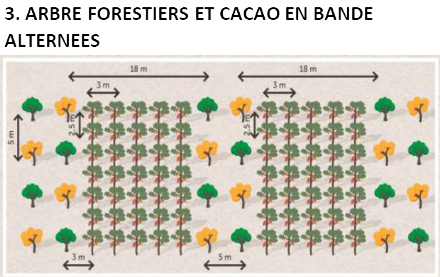 3. ARBRE FORESTIERS ET CACAO EN BANDE
ALTERNEES
18 m
18 m
3 m
3 m
2,5 m
2,5 m
5 m
3 m
5 m